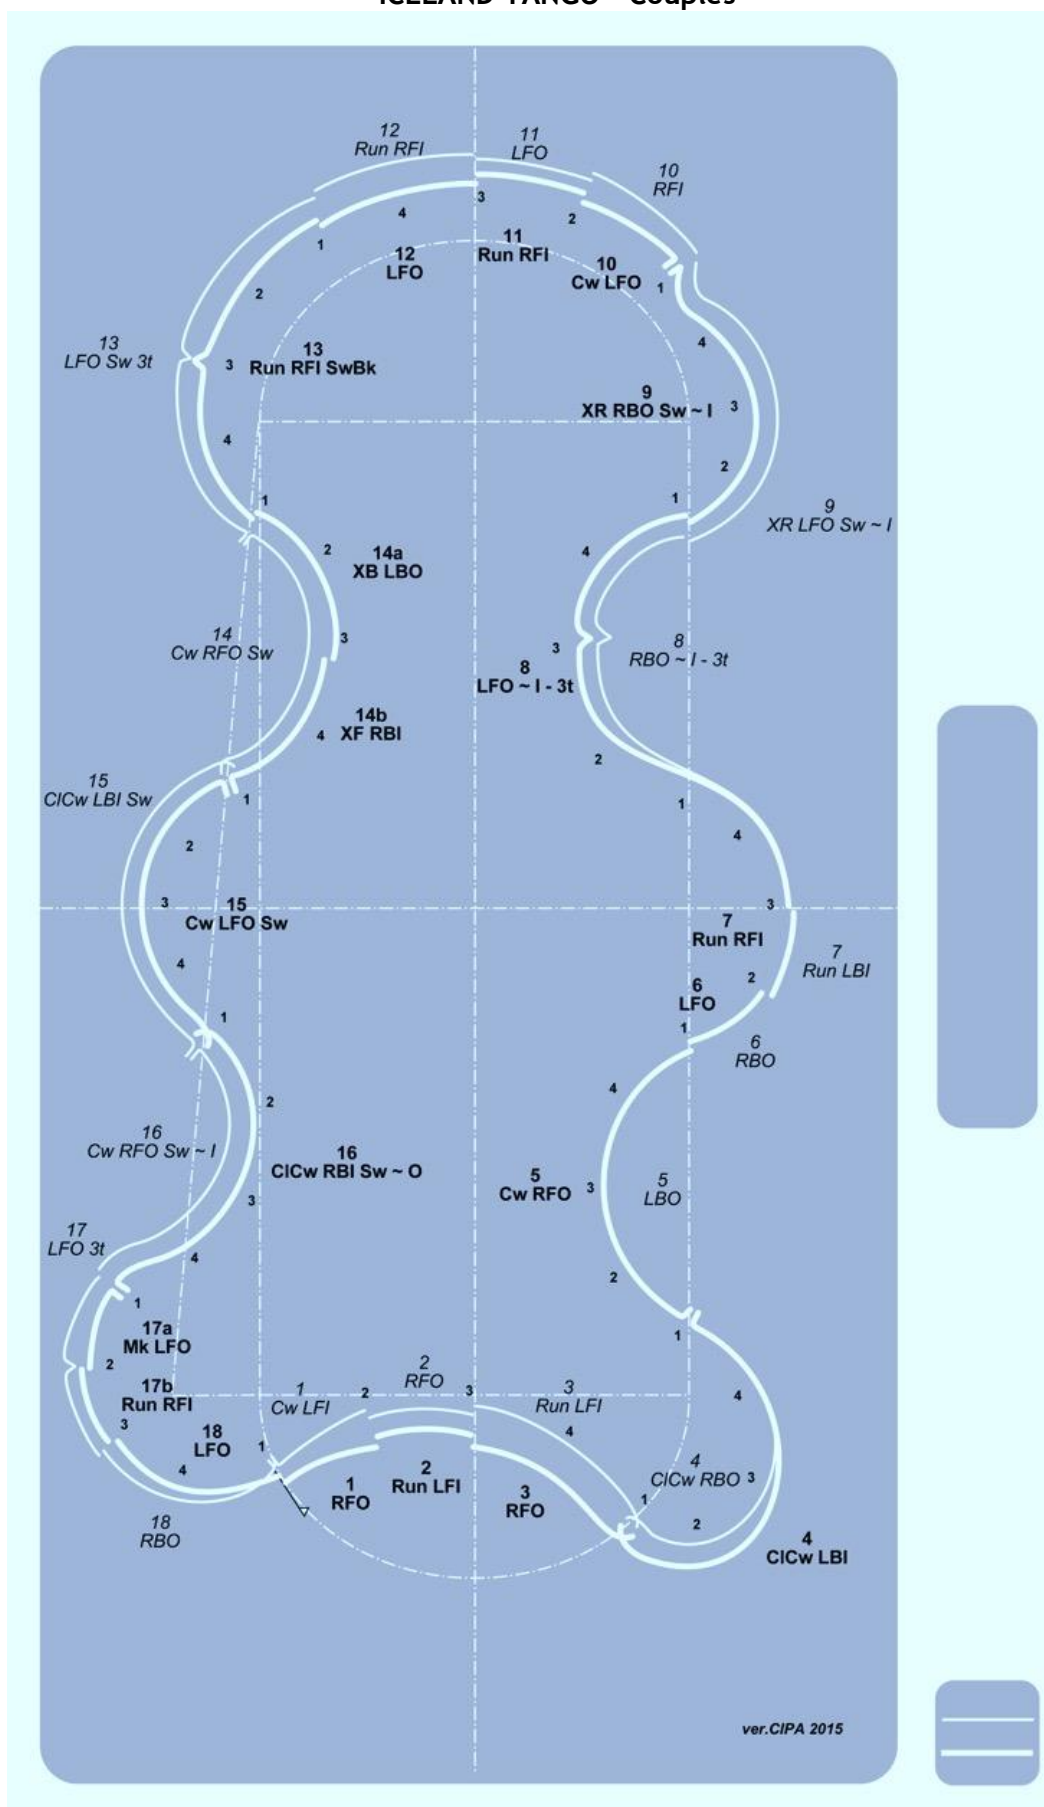 ICELAND TANGO - Couples
12
Run RFI
11
LFO
10
RFI
3
4
2
1
11
Run RFI
12
LFO
10
Cw LFO
1
2
4
13
LFO Sw 3t
3
13
Run RFI SwBk
9
XR RBO Sw ~ I
3
4
2
1
1
9
XR LFO Sw ~ I
2
14a
XB LBO
4
14
Cw RFO Sw
3
3
8
RBO ~ I - 3t
8
LFO ~ I - 3t
14b
XF RBI
4
2
15
ClCw LBI Sw
1
1
2
4
3
15
Cw LFO Sw
3
7
Run RFI
7
Run LBI
4
2
6
LFO
1
1
6
RBO
2
4
16
Cw RFO Sw ~ I
16
ClCw RBI Sw ~ O
5
Cw RFO
3
5
LBO
3
17
LFO 3t
4
2
1
17a
Mk LFO
1
2
17b
Run RFI
3
18
LFO
4
1
1
Cw LFI
2
2
RFO
3
3
Run LFI
4
4
4
ClCw RBO
3
1
RFO
2
Run LFI
3
RFO
1
2
18
RBO
4
ClCw LBI
ver.CIPA 2015